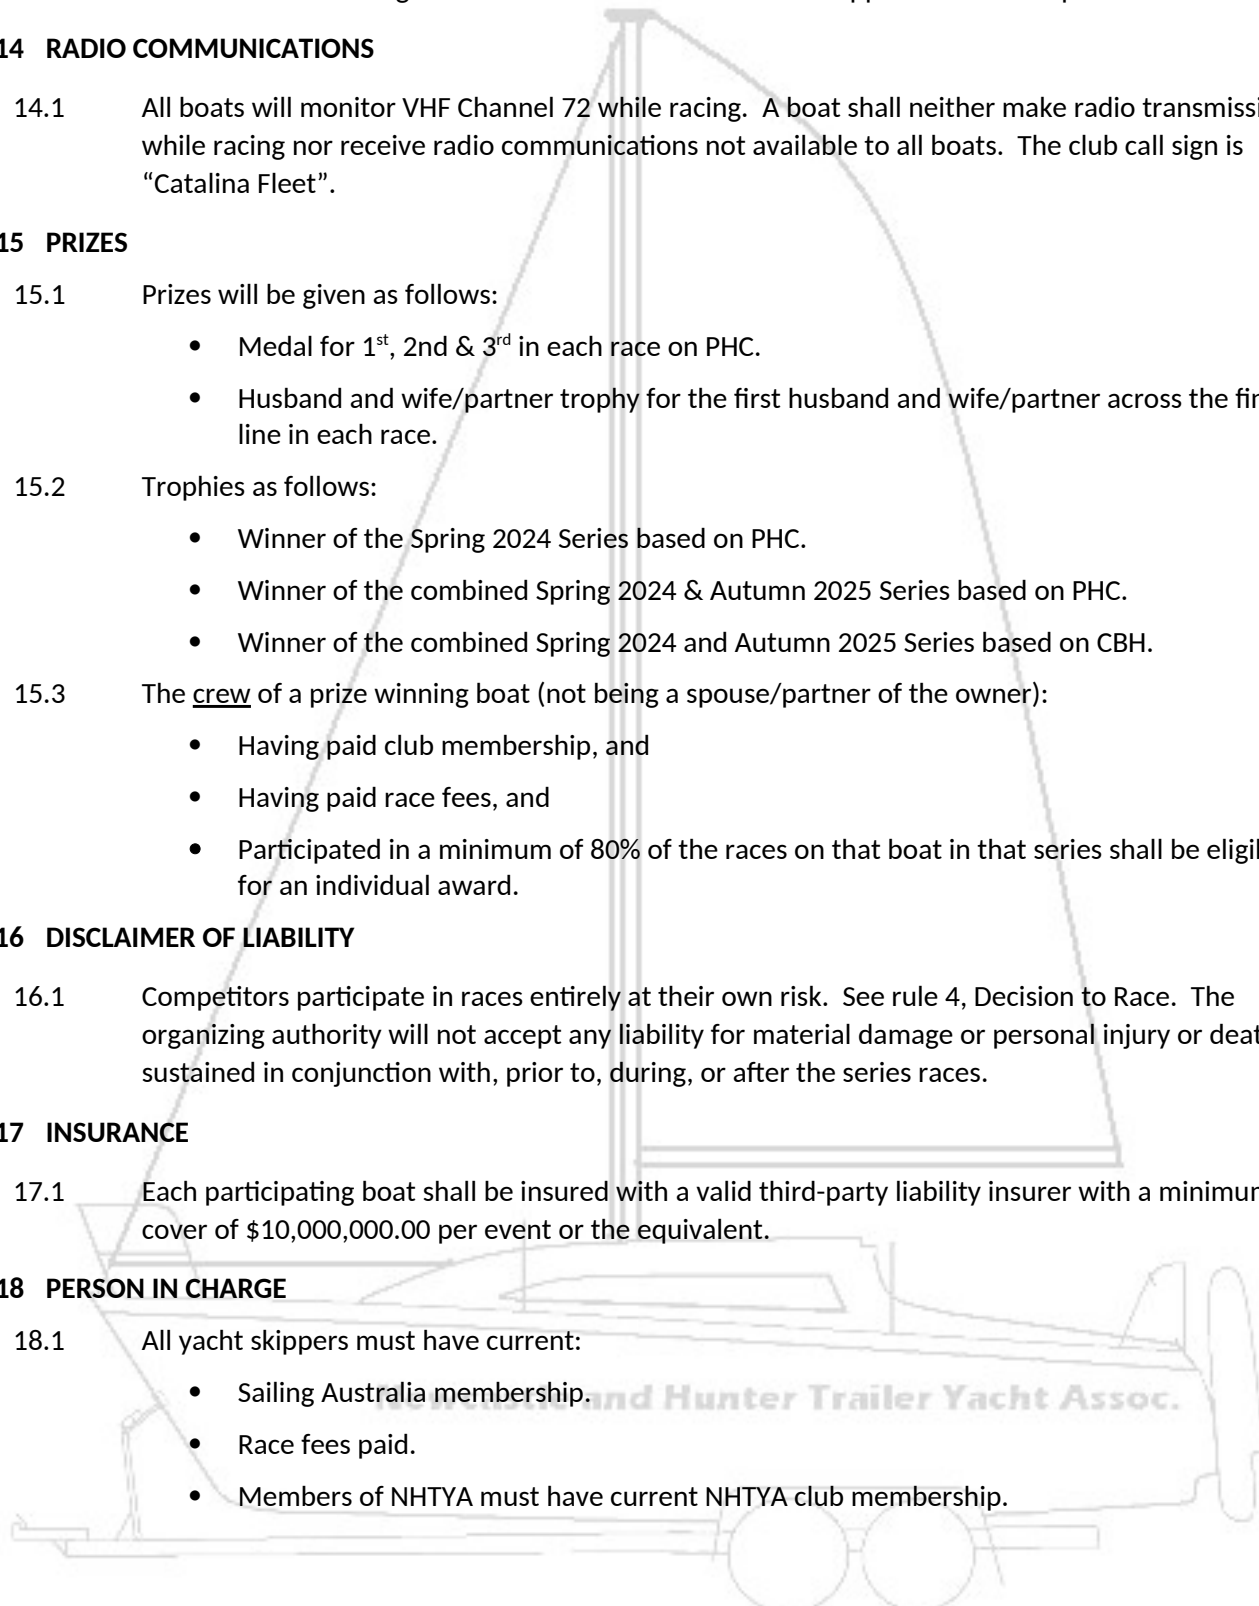 14 RADIO COMMUNICATIONS
14.1 All boats will monitor VHF Channel 72 while racing.  A boat shall neither make radio
while racing nor receive radio communications not available to all boats.  The club call sign is
“Catalina Fleet”.
15 PRIZES
15.1 Prizes will be given as follows:
• Medal for 1st, 2nd & 3rd in each race on PHC.
• Husband and wife/partner trophy for the first husband and wife/partner across the
line in each race.
15.2 Trophies as follows:
• Winner of the Spring 2024 Series based on PHC.
• Winner of the combined Spring 2024 & Autumn 2025 Series based on PHC.
• Winner of the combined Spring 2024 and Autumn 2025 Series based on CBH.
15.3 The crew of a prize winning boat (not being a spouse/partner of the owner):
• Having paid club membership, and
• Having paid race fees, and
• Participated in a minimum of 80% of the races on that boat in that series shall be
for an individual award.
16 DISCLAIMER OF LIABILITY
16.1 Competitors participate in races entirely at their own risk.  See rule 4, Decision to Race.  The
organizing authority will not accept any liability for material damage or personal injury or
sustained in conjunction with, prior to, during, or after the series races.
17 INSURANCE
17.1 Each participating boat shall be insured with a valid third-party liability insurer with a
cover of $10,000,000.00 per event or the equivalent.
18 PERSON IN CHARGE
18.1 All yacht skippers must have current:
• Sailing Australia membership.
Newcastle and Hunter Trailer Yacht Assoc.
• Race fees paid.
• Members of NHTYA must have current NHTYA club membership.